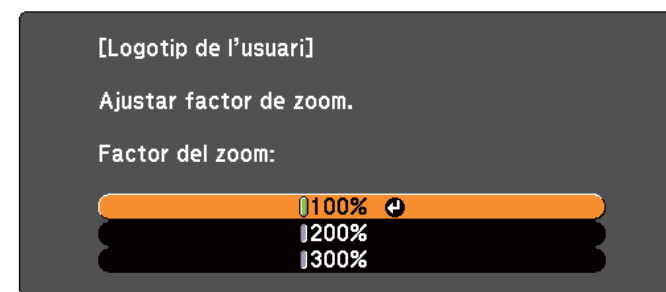 [Logotip de l'usuari]
Ajustar factor de zoom.
Factor del zoom:
100%
200%
300%